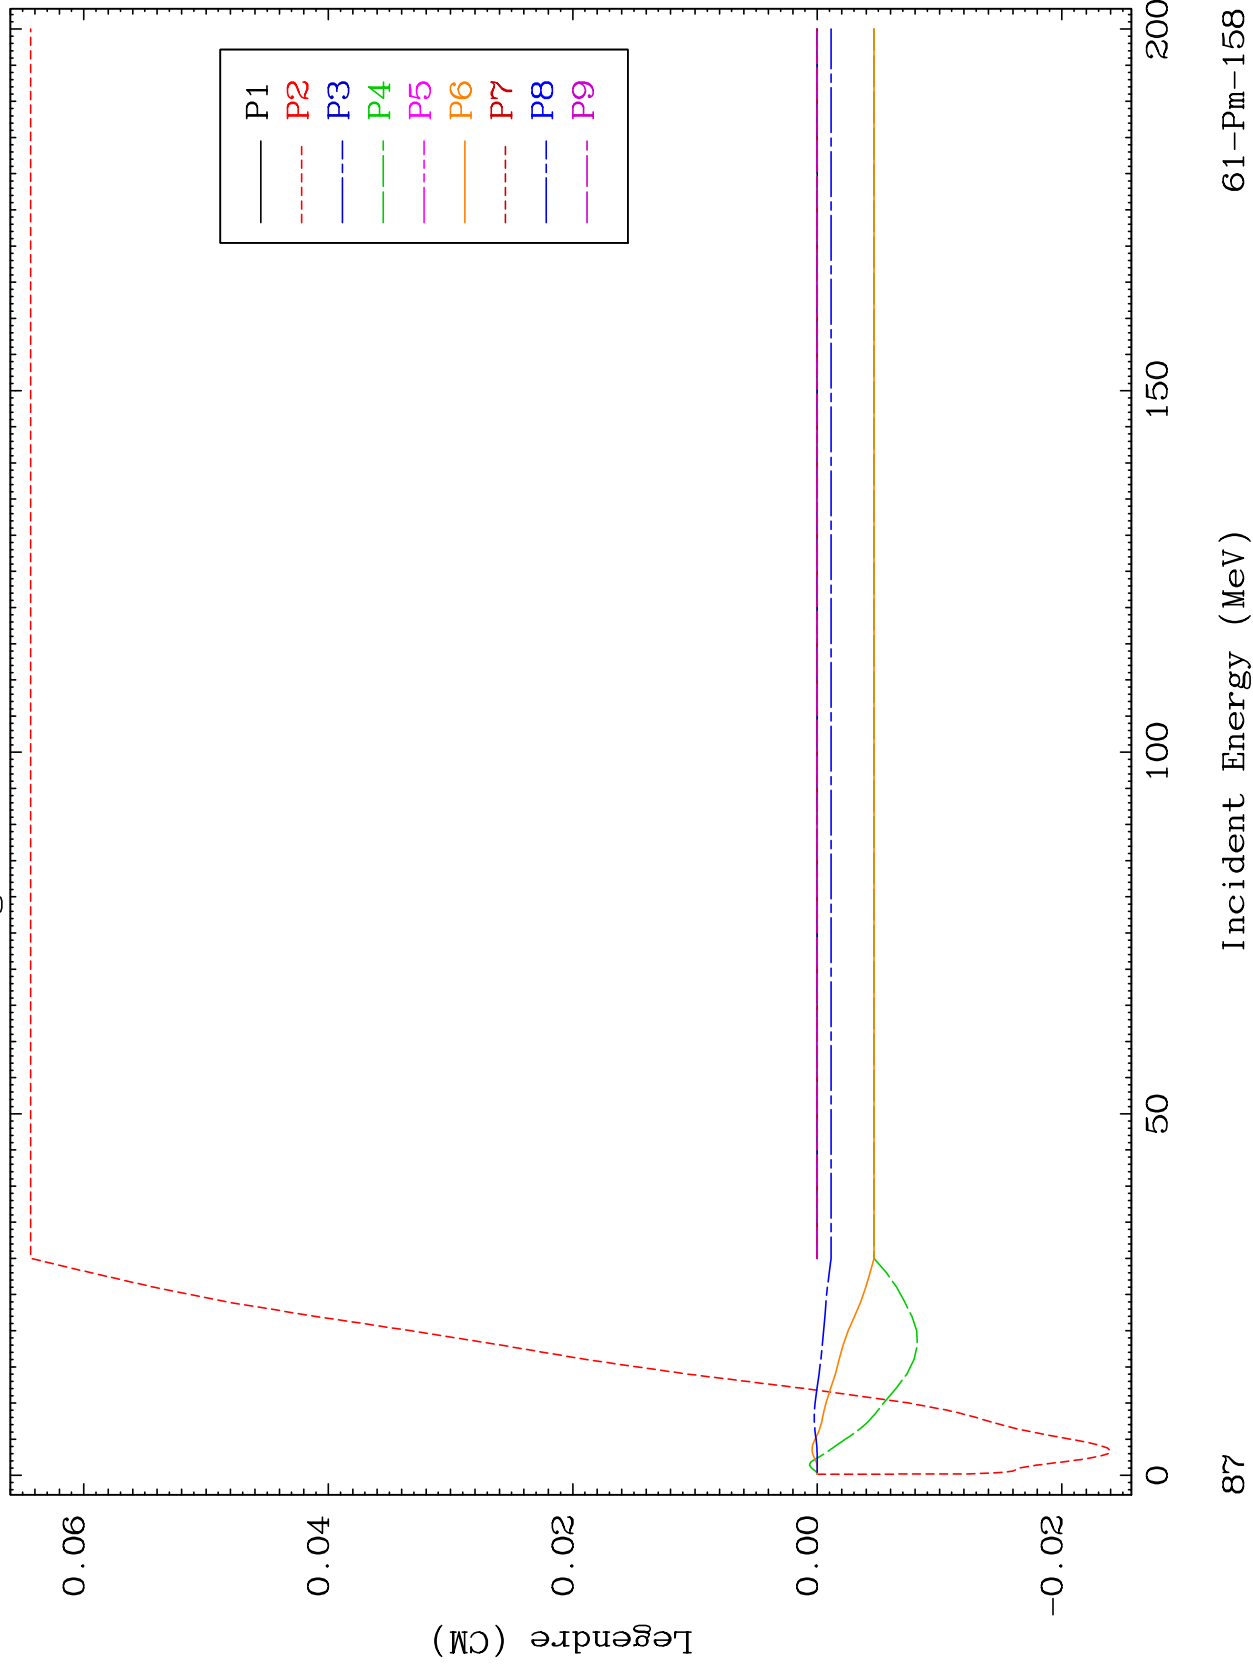 Legendre (CM)
0.06
0.04
0.02
0.00
-0.02
P1
P2
P3
P4
P5
P6
P7
P8
P9
0
50
100
150
200
87
Incident Energy (MeV)
61-Pm-158